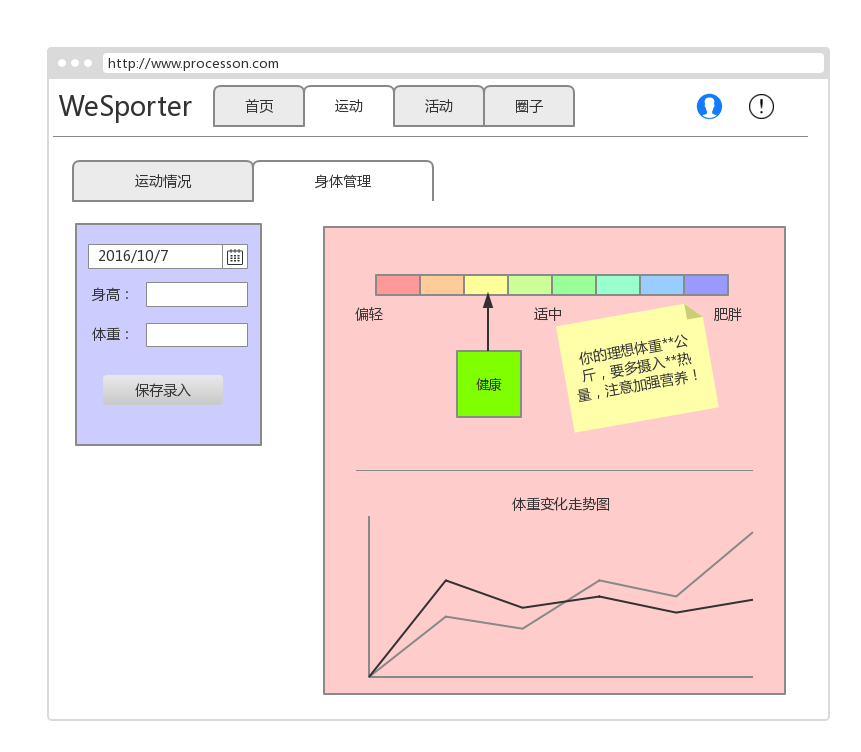 http://www.processon.com
WeSporter
首页
运动
活动
圈子
运动情况
身体管理
2016/10/7
身高：
体重：
保存录入
偏轻
适中
肥胖
健康
你的理想体重**公
斤，要多摄入**热
量，注意加强营养！
体重变化走势图